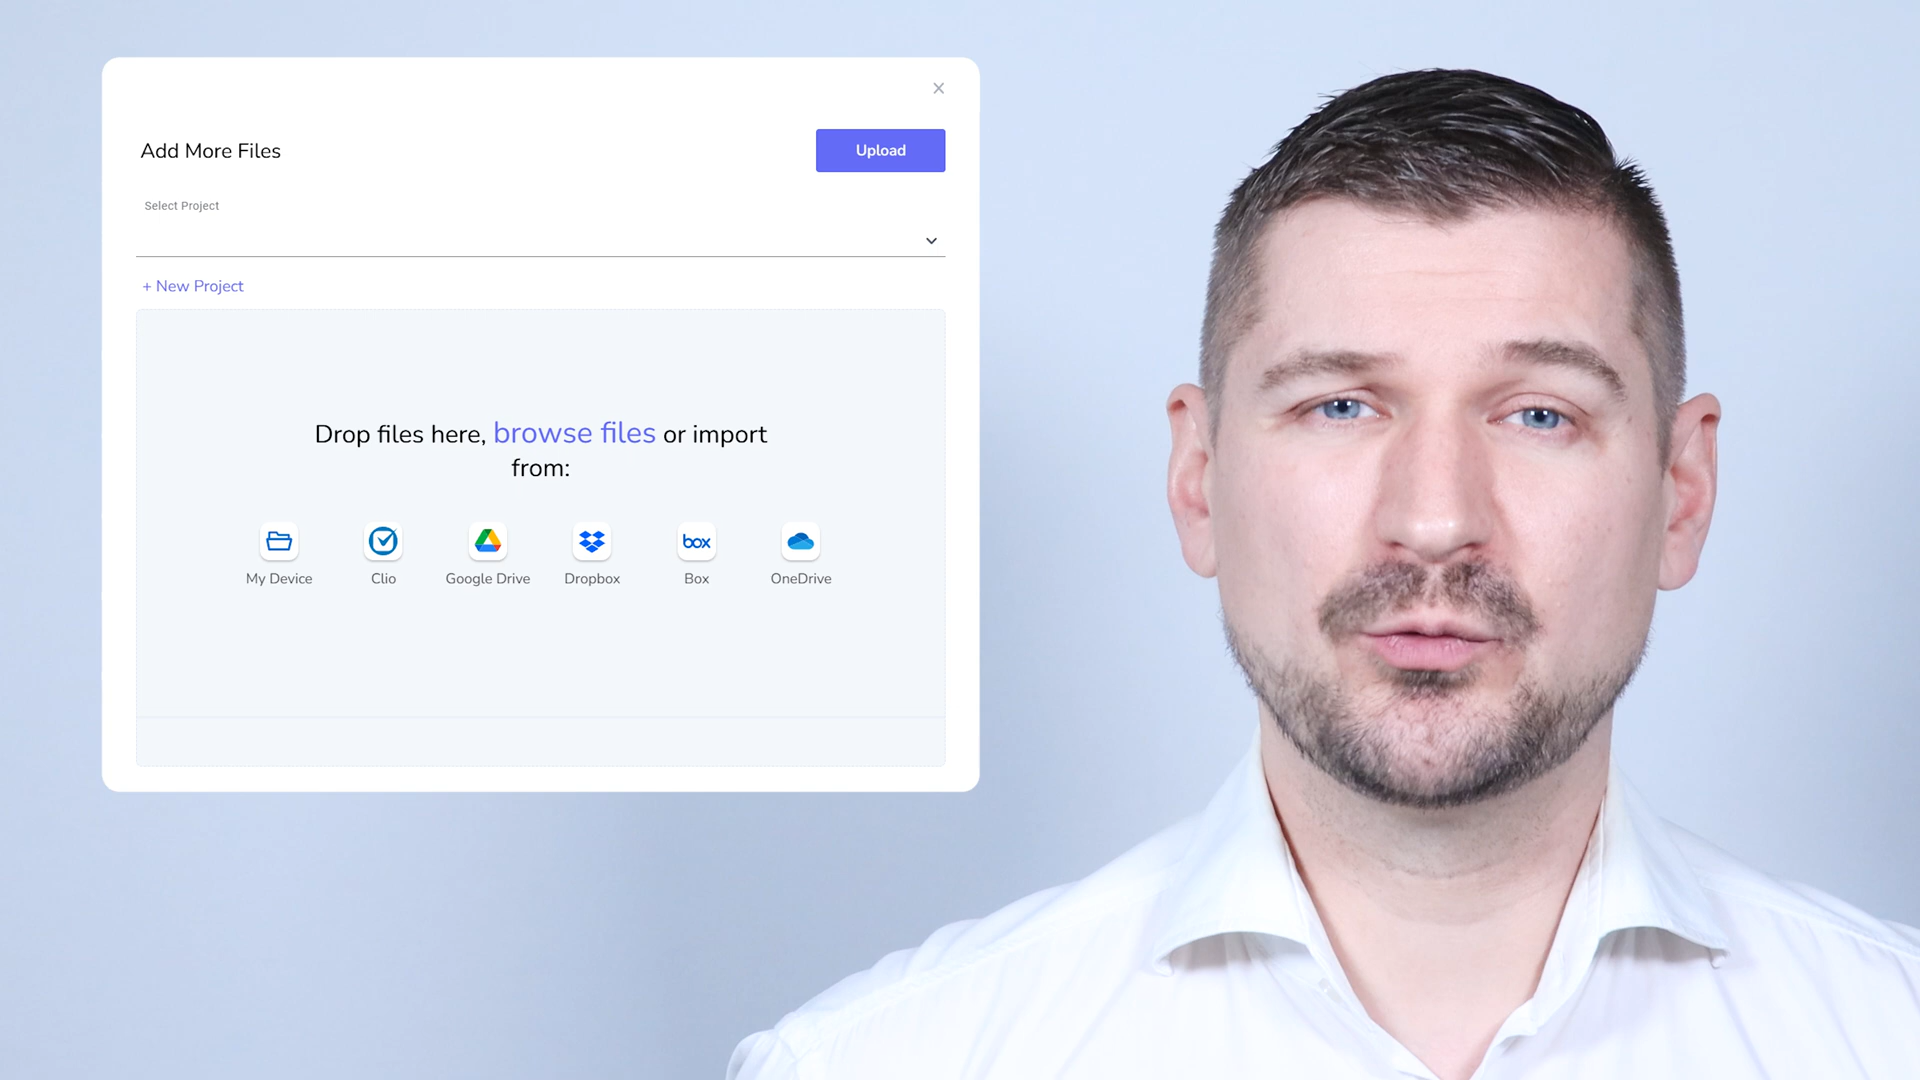 Add More Files
Upload
Select Project
+ New Project
Drop files here, browse files or import
from:
box
My Device
Clio
Google Drive
Dropbox
Box
OneDrive